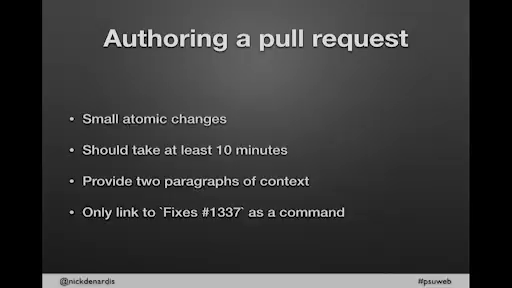 Authoring a pull request
• Small atomic changes
• Should take at least 10 minutes
• Provide two paragraphs of context
• Only link to `Fixes #1337` as a command
@nickdenardis
#psuweb